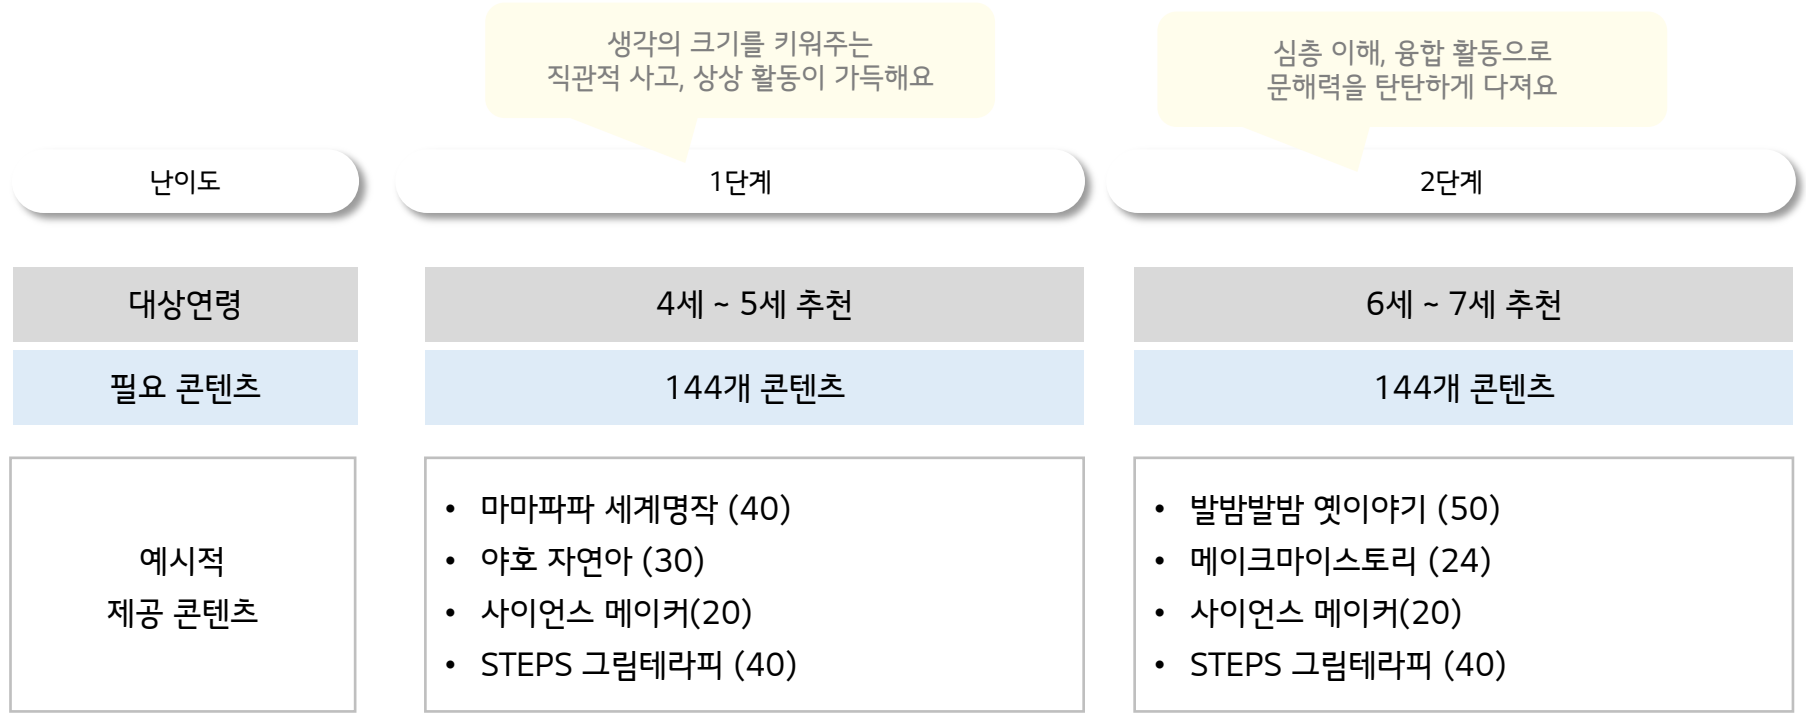 생각의 크기를 키워주는
직관적 사고, 상상 활동이 가득해요
심층 이해, 융합 활동으로
문해력을 탄탄하게 다져요
난이도
1단계
2단계
대상연령
4세 ~ 5세 추천
6세 ~ 7세 추천
필요 콘텐츠
144개 콘텐츠
144개 콘텐츠
예시적
제공 콘텐츠
• 마마파파 세계명작 (40)
• 야호 자연아 (30)
• 사이언스 메이커(20)
• STEPS 그림테라피 (40)
• 발밤발밤 옛이야기 (50)
• 메이크마이스토리 (24)
• 사이언스 메이커(20)
• STEPS 그림테라피 (40)